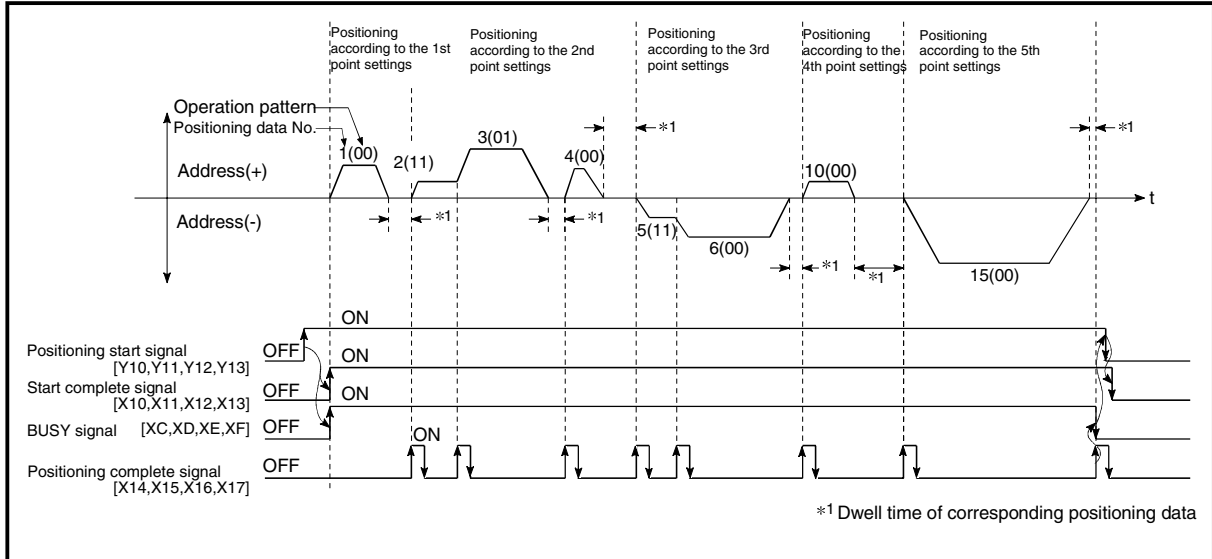 Positioning
according to the 1st
point settings
Positioning
according to the 2nd
point settings
Positioning
according to the 3rd
point settings
Positioning
according to the
4th point settings
Positioning
according to the 5th
point settings
Operation pattern
Positioning data No.
1(00)
2(11)
3(01)
4(00)
*1
10(00)
*1
Address(+)
t
Address(-)
*1
*1
5(11)
6(00)
*1
*1
15(00)
ON
Positioning start signal
[Y10,Y11,Y12,Y13]
OFF
ON
Start complete signal
[X10,X11,X12,X13]
OFF
ON
BUSY signal [XC,XD,XE,XF]
OFF
ON
Positioning complete signal
[X14,X15,X16,X17]
OFF
*1 Dwell time of corresponding positioning data